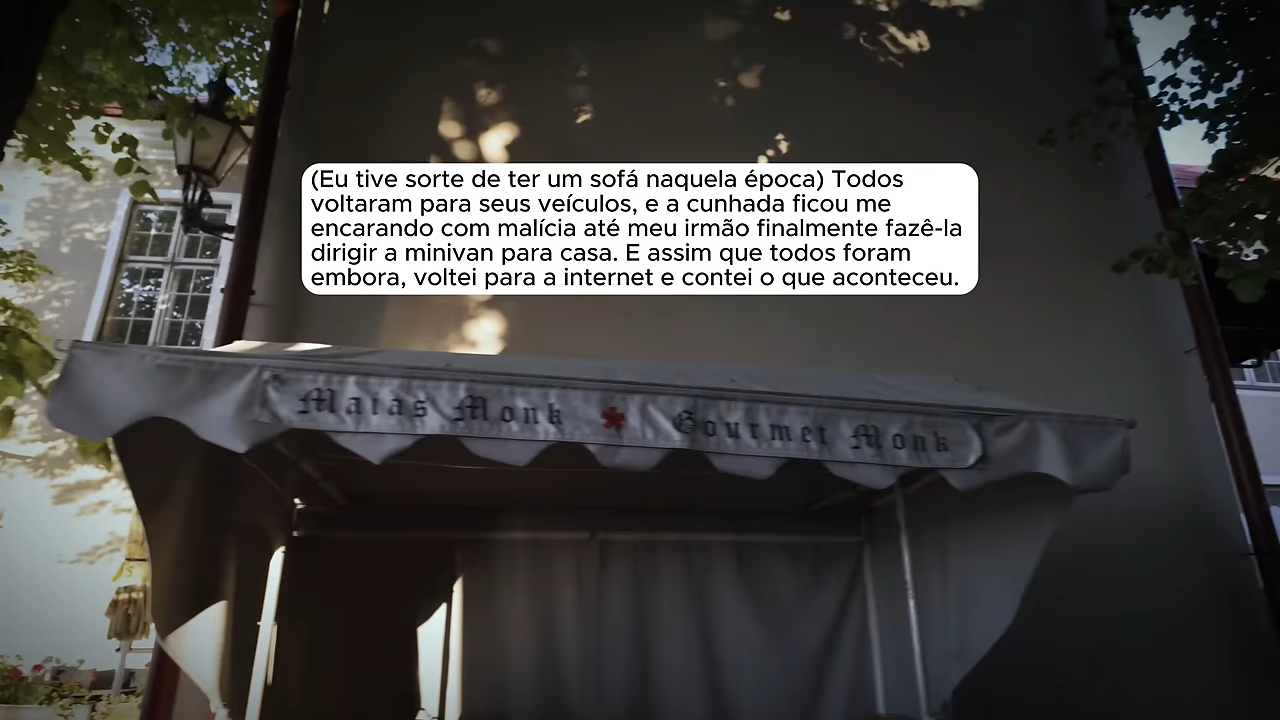 (Eu tive sorte de ter um sofá naquela época) Todos
voltaram para seus veículos, e a cunhada ficou me
encarando com malícia até meu irmão finalmente fazê-la
dirigir a minivan para casa. E assim que todos foram
embora, voltei para a internet e contei o que aconteceu.
Maias Monk * Gourmet Monk